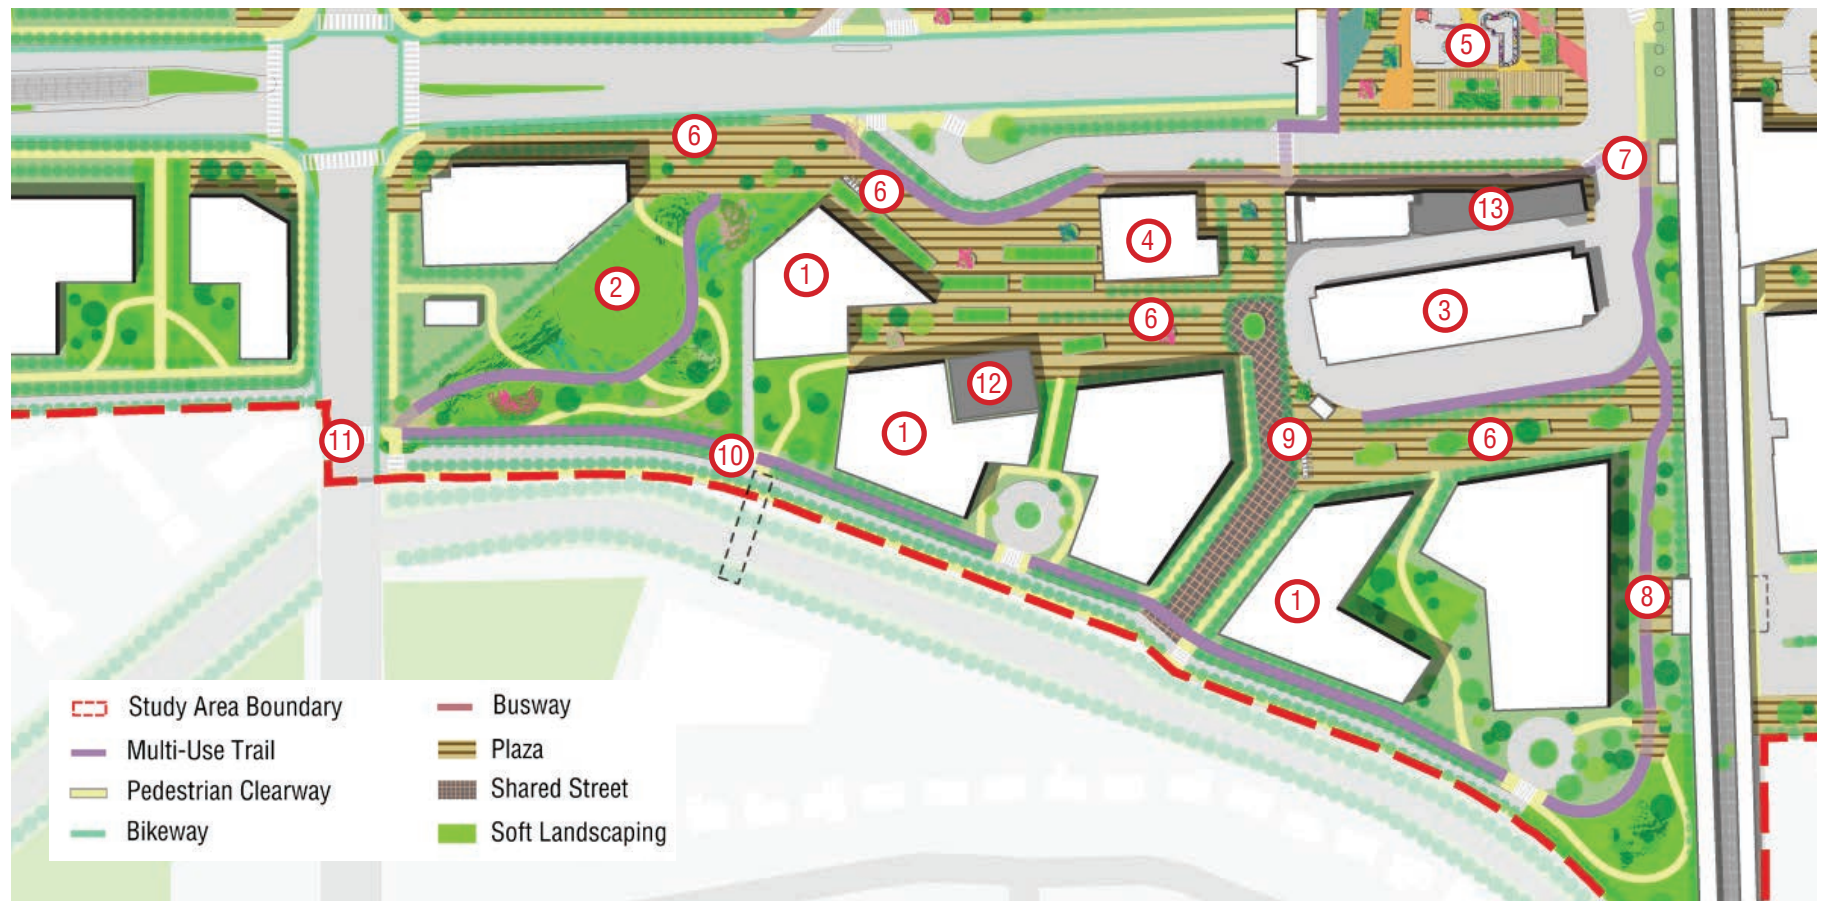 5
6
7
6
13
4
1
2
3
6
12
1
9
6
11
10
8
1
Study Area Boundary
Busway
Multi-Use Trail
Plaza
Pedestrian Clearway
Shared Street
Bikeway
Soft Landscaping